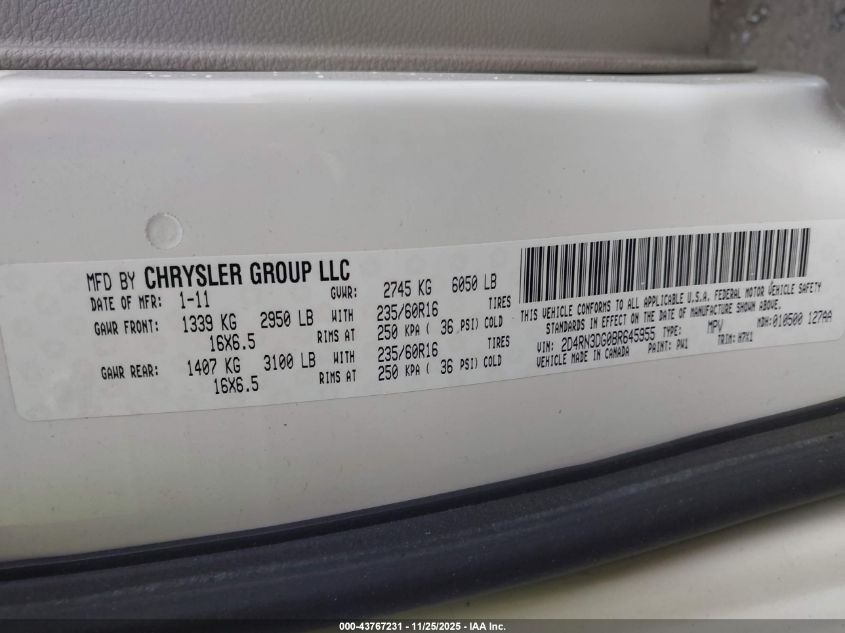 MFD BY CHRYSLER GROUP LLC
DATE OF MFR: 1-11 GVWR: 2745 KG 6050 LB
GAWR FRONT: 1339 KG 2950 LB WITH 235/60R16 TIRES
16X6.5 RIMS AT 250 KPA ( 36 PSI) COLD
GAWR REAR: 1407 KG 3100 LB WITH 235/60R16 TIRES
16X6.5 RIMS AT 250 KPA ( 36 PSI) COLD
THIS VEHICLE CONFORMS TO ALL APPLICABLE U.S.A. FEDERAL MOTOR VEHICLE SAFETY
STANDARDS IN EFFECT ON THE DATE OF MANUFACTURE SHOWN ABOVE.
VIN: 2D4RN3DG0BR645955 TYPE: MPV MDH: 010500 127AA
VEHICLE MADE IN CANADA PAINT: PW1 TRIM: H7X1
000-43767231 - 11/25/2025 - IAA Inc.